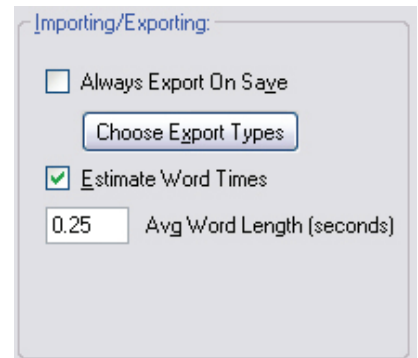 Importing/Exporting:
Always Export On Save
Choose Export Types
Estimate Word Times
0.25 Avg Word Length (seconds)